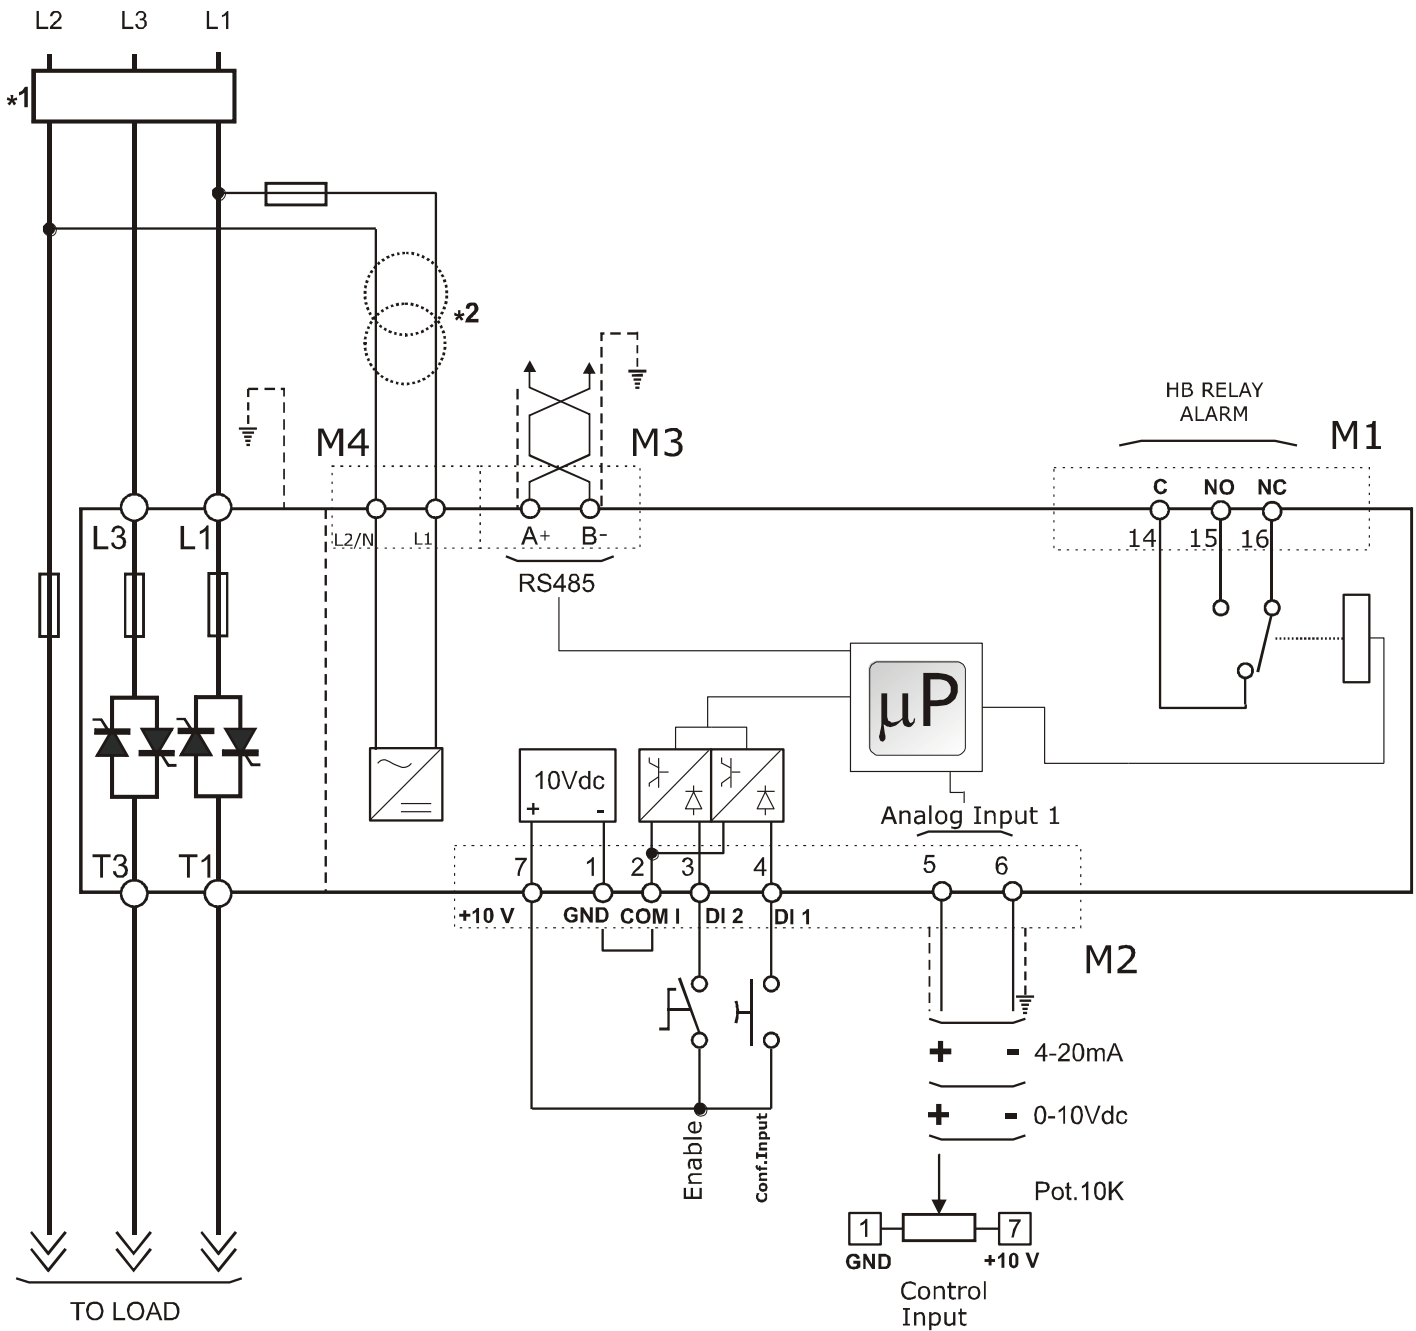 L2 L3 L1
*1
*2
HB RELAY
ALARM
M4 M3 M1
C NO NC
L3 L1 L2/N L1 A+ B- 14 15 16
RS485
µP
10Vdc
+ -
Analog Input 1
T3 T1 7 1 2 3 4 5 6
+10 V GND COM I DI 2 DI 1
M2
+ - 4-20mA
+ - 0-10Vdc
Enable
Conf.Input
Pot.10K
1 7
GND +10 V
Control
Input
TO LOAD